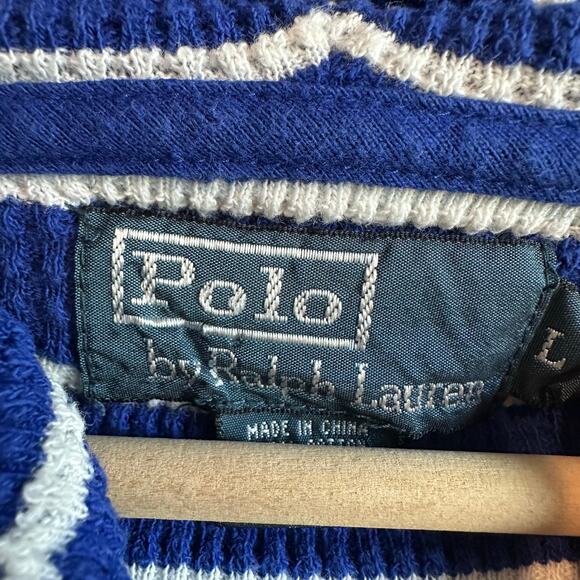 Polo
by Ralph Lauren
L
MADE IN CHINA